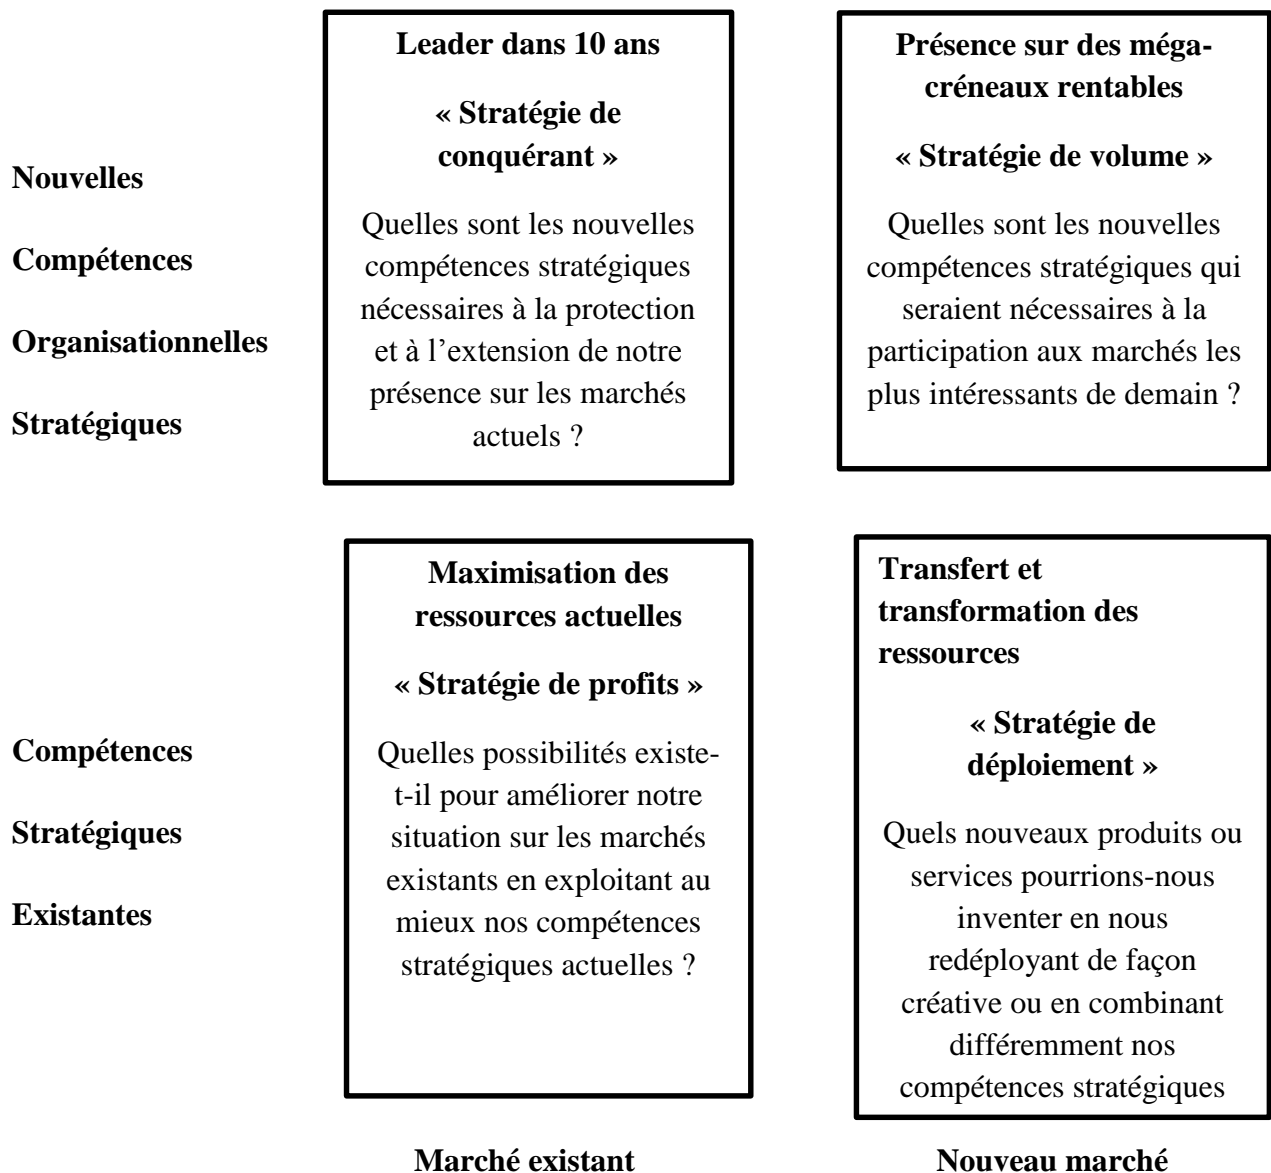 Leader dans 10 ans
« Stratégie de
conquérant »
Quelles sont les nouvelles
compétences stratégiques
nécessaires à la protection
et à l’extension de notre
présence sur les marchés
actuels ?
Présence sur des méga-
créneaux rentables
« Stratégie de volume »
Quelles sont les nouvelles
compétences stratégiques qui
seraient nécessaires à la
participation aux marchés les
plus intéressants de demain ?
Nouvelles
Compétences
Organisationnelles
Stratégiques
Maximisation des
ressources actuelles
« Stratégie de profits »
Quelles possibilités existe-
t-il pour améliorer notre
situation sur les marchés
existants en exploitant au
mieux nos compétences
stratégiques actuelles ?
Transfert et
transformation des
ressources
« Stratégie de
déploiement »
Quels nouveaux produits ou
services pourrions-nous
inventer en nous
redéployant de façon
créative ou en combinant
différemment nos
compétences stratégiques
Compétences
Stratégiques
Existantes
Marché existant
Nouveau marché